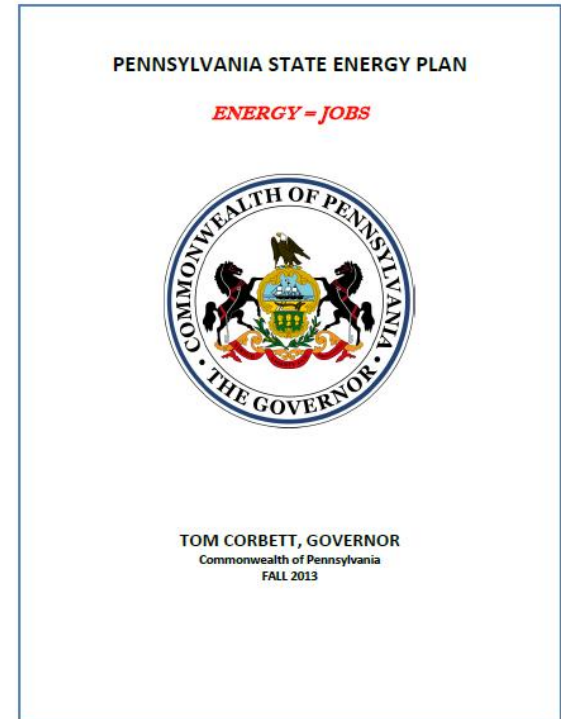 PENNSYLVANIA STATE ENERGY PLAN
ENERGY = JOBS
COMMONWEALTH OF PENNSYLVANIA
• THE GOVERNOR •
TOM CORBETT, GOVERNOR
Commonwealth of Pennsylvania
FALL 2013